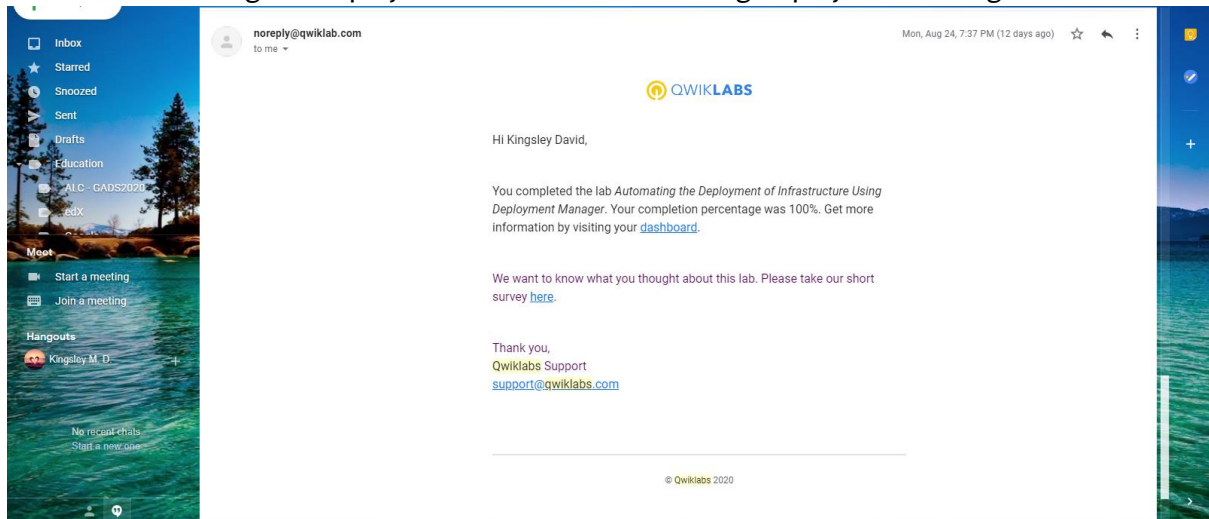 Inbox
Starred
Snoozed
Sent
Drafts
Education
ALC - GADS2020
edX
Meet
Start a meeting
Join a meeting
Hangouts
Kingsley M. D.
No recent chats
Start a new one
noreply@qwiklab.com
to me
Mon, Aug 24, 7:37 PM (12 days ago)
QWIKLABS
Hi Kingsley David,
You completed the lab Automating the Deployment of Infrastructure Using
Deployment Manager. Your completion percentage was 100%. Get more
information by visiting your dashboard.
We want to know what you thought about this lab. Please take our short
survey here.
Thank you,
Qwiklabs Support
support@qwiklabs.com
© Qwiklabs 2020